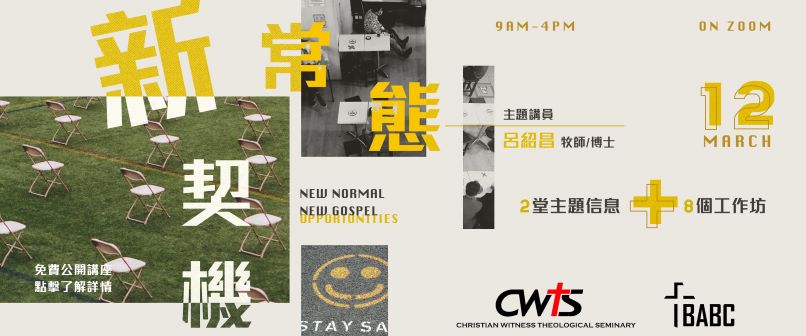 新常態
契機
免費公開講座
點擊了解詳情
NEW NORMAL
NEW GOSPEL
OPPORTUNITIES
STAY SA
9AM-4PM
ON ZOOM
主題講員
呂紹昌 牧師/博士
12
MARCH
2堂主題信息
8個工作坊
CWTS
CHRISTIAN WITNESS THEOLOGICAL SEMINARY
BABC